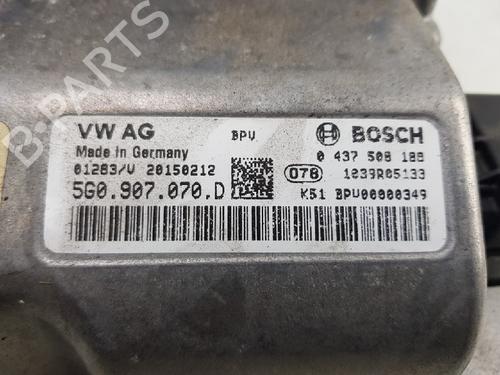 B-PARTS
VW AG
BPV
BOSCH
Made in Germany
0 437 508 188
01283/V 20150212
078
1039R05133
5G0.907.070.D
K51 BPV00000349